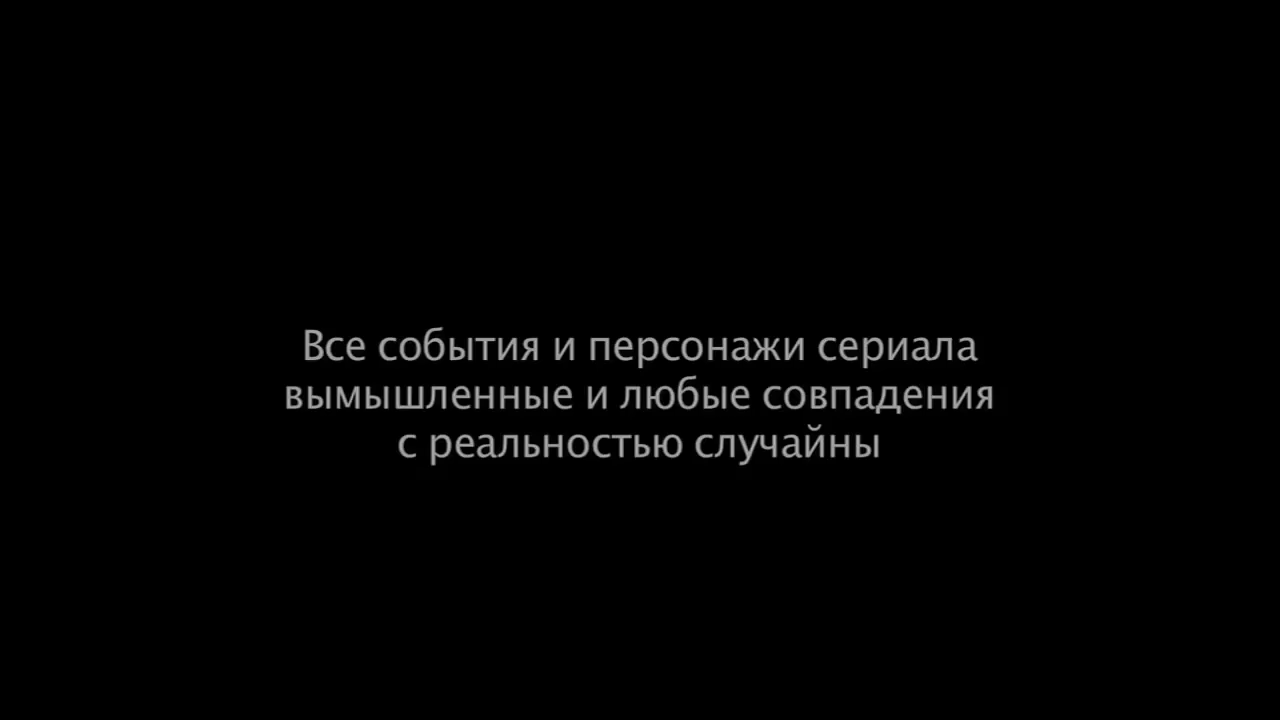 Все события и персонажи сериала
вымышленные и любые совпадения
с реальностью случайны